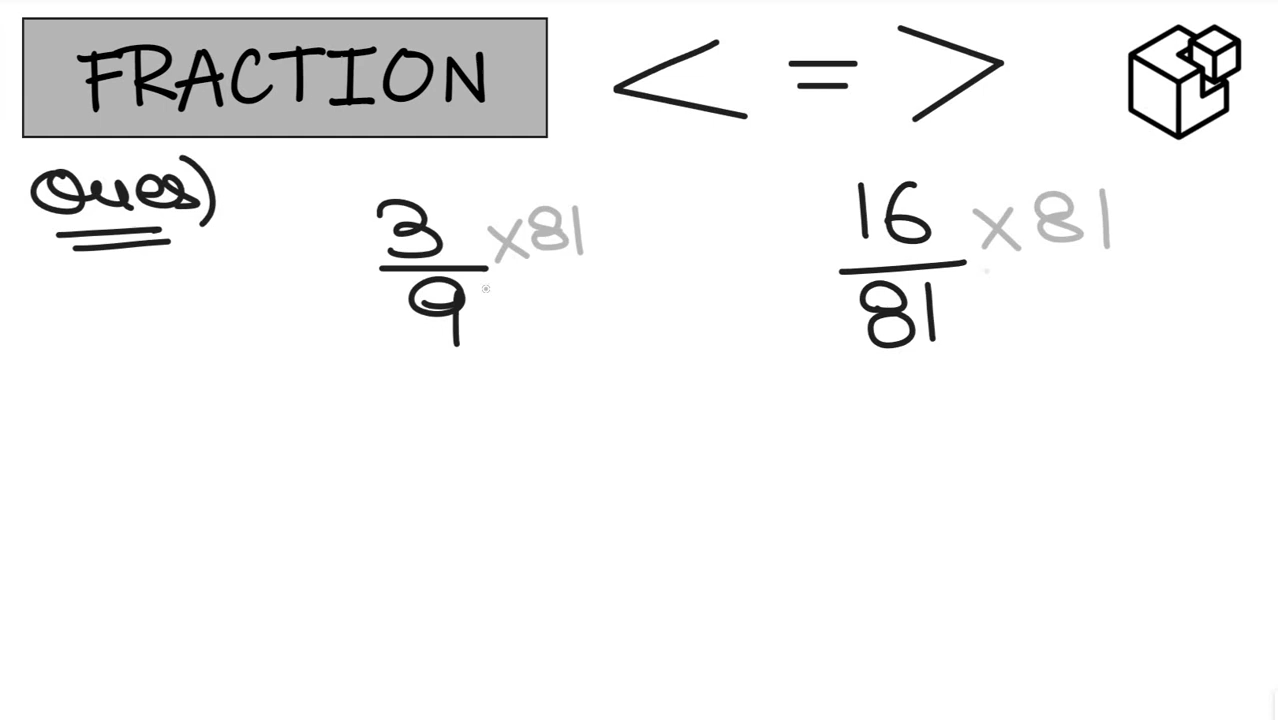 FRACTION < = >
Ques)
3/9 ×81
16/81 ×81